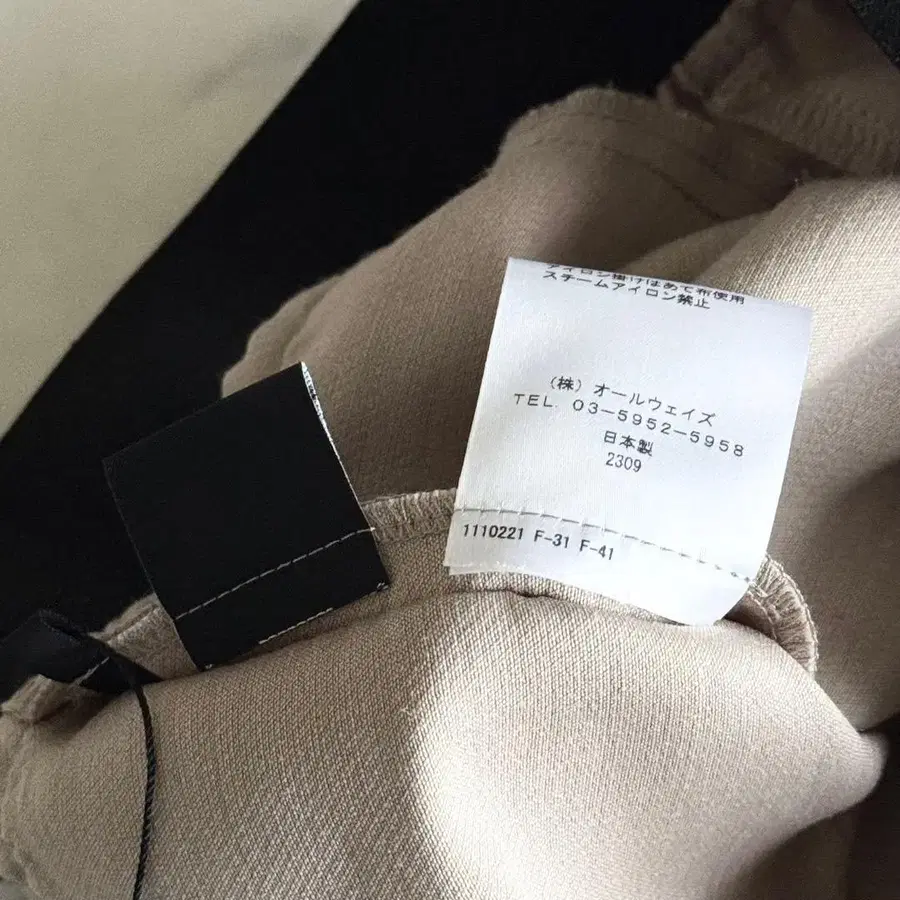 アイロン掛けはあて布使用
スチームアイロン禁止
(株) オールウェイズ
TEL 03-5952-5958
日本製
2309
1110221 F-31 F-41